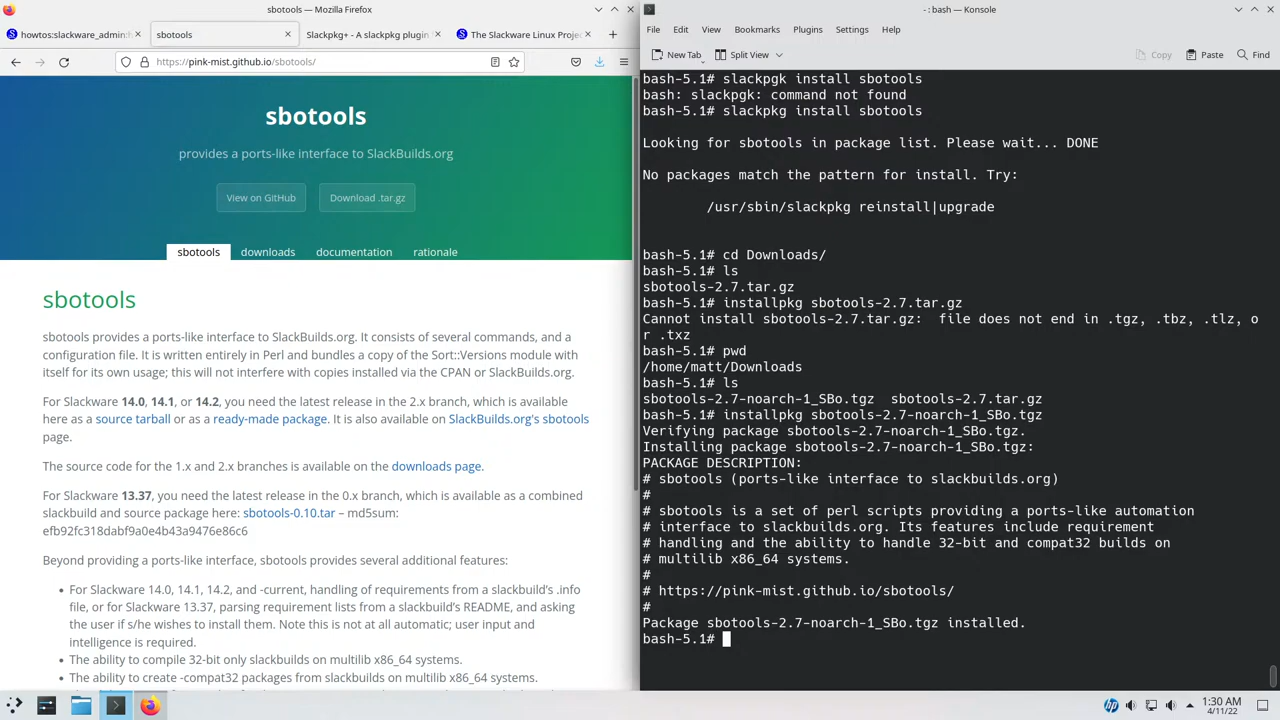 sbotools — Mozilla Firefox
howtos:slackware_admin:h
sbotools
Slackpkg+ - A slackpkg plugin
The Slackware Linux Proje
https://pink-mist.github.io/sbotools/
sbotools
provides a ports-like interface to SlackBuilds.org
View on GitHub
Download .tar.gz
sbotools
downloads
documentation
rationale
sbotools
sbotools provides a ports-like interface to SlackBuilds.org. It consists of several commands, and a
configuration file. It is written entirely in Perl and bundles a copy of the Sort::Versions module with
itself for its own usage; this will not interfere with copies installed via the CPAN or SlackBuilds.org.
For Slackware 14.0, 14.1, or 14.2, you need the latest release in the 2.x branch, which is available
here as a source tarball or as a ready-made package. It is also available on SlackBuilds.org's sbotools
page.
The source code for the 1.x and 2.x branches is available on the downloads page.
For Slackware 13.37, you need the latest release in the 0.x branch, which is available as a combined
slackbuild and source package here: sbotools-0.10.tar – md5sum:
efb92fc318dabf9a0e4b43a9476e86c6
Beyond providing a ports-like interface, sbotools provides several additional features:
• For Slackware 14.0, 14.1, 14.2, and -current, handling of requirements from a slackbuild's .info
file, or for Slackware 13.37, parsing requirement lists from a slackbuild's README, and asking
the user if s/he wishes to install them. Note this is not at all automatic; user input and
intelligence is required.
• The ability to compile 32-bit only slackbuilds on multilib x86_64 systems.
• The ability to create -compat32 packages from slackbuilds on multilib x86_64 systems.
- : bash — Konsole
File Edit View Bookmarks Plugins Settings Help
New Tab
Split View
Copy
Paste
Find
bash-5.1# slackpgk install sbotools
bash: slackpgk: command not found
bash-5.1# slackpkg install sbotools
Looking for sbotools in package list. Please wait... DONE
No packages match the pattern for install. Try:
/usr/sbin/slackpkg reinstall|upgrade
bash-5.1# cd Downloads/
bash-5.1# ls
sbotools-2.7.tar.gz
bash-5.1# installpkg sbotools-2.7.tar.gz
Cannot install sbotools-2.7.tar.gz:  file does not end in .tgz, .tbz, .tlz, o
r .txz
bash-5.1# pwd
/home/matt/Downloads
bash-5.1# ls
sbotools-2.7-noarch-1_SBo.tgz  sbotools-2.7.tar.gz
bash-5.1# installpkg sbotools-2.7-noarch-1_SBo.tgz
Verifying package sbotools-2.7-noarch-1_SBo.tgz.
Installing package sbotools-2.7-noarch-1_SBo.tgz:
PACKAGE DESCRIPTION:
# sbotools (ports-like interface to slackbuilds.org)
#
# sbotools is a set of perl scripts providing a ports-like automation
# interface to slackbuilds.org. Its features include requirement
# handling and the ability to handle 32-bit and compat32 builds on
# multilib x86_64 systems.
#
# https://pink-mist.github.io/sbotools/
#
Package sbotools-2.7-noarch-1_SBo.tgz installed.
bash-5.1#
hp
1:30 AM
4/11/22